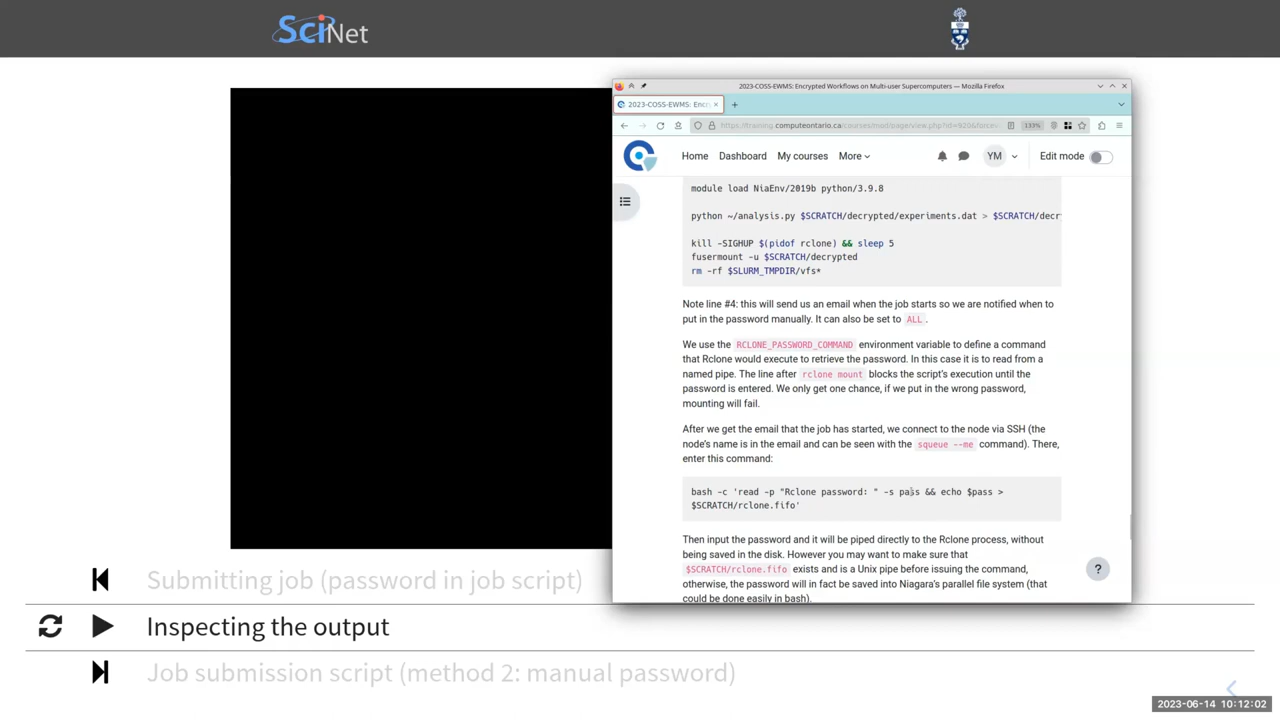 SciNet
2023-COSS-EWMS: Encrypted Workflows on Multi-user Supercomputers — Mozilla Firefox
2023-COSS-EWMS: Encr
133%
Home Dashboard My courses More YM Edit mode
module load NiaEnv/2019b python/3.9.8
python ~/analysis.py $SCRATCH/decrypted/experiments.dat > $SCRATCH/decr
kill -SIGHUP $(pidof rclone) && sleep 5
fusermount -u $SCRATCH/decrypted
rm -rf $SLURM_TMPDIR/vfs*
Note line #4: this will send us an email when the job starts so we are notified when to
put in the password manually. It can also be set to ALL .
We use the RCLONE_PASSWORD_COMMAND environment variable to define a command
that Rclone would execute to retrieve the password. In this case it is to read from a
named pipe. The line after rclone mount blocks the script's execution until the
password is entered. We only get one chance, if we put in the wrong password,
mounting will fail.
After we get the email that the job has started, we connect to the node via SSH (the
node's name is in the email and can be seen with the squeue --me command). There,
enter this command:
bash -c 'read -p "Rclone password: " -s pass && echo $pass >
$SCRATCH/rclone.fifo'
Then input the password and it will be piped directly to the Rclone process, without
being saved in the disk. However you may want to make sure that
$SCRATCH/rclone.fifo exists and is a Unix pipe before issuing the command,
otherwise, the password will in fact be saved into Niagara's parallel file system (that
could be done easily in bash).
?
Submitting job (password in job script)
Inspecting the output
Job submission script (method 2: manual password)
2023-06-14 10:12:02